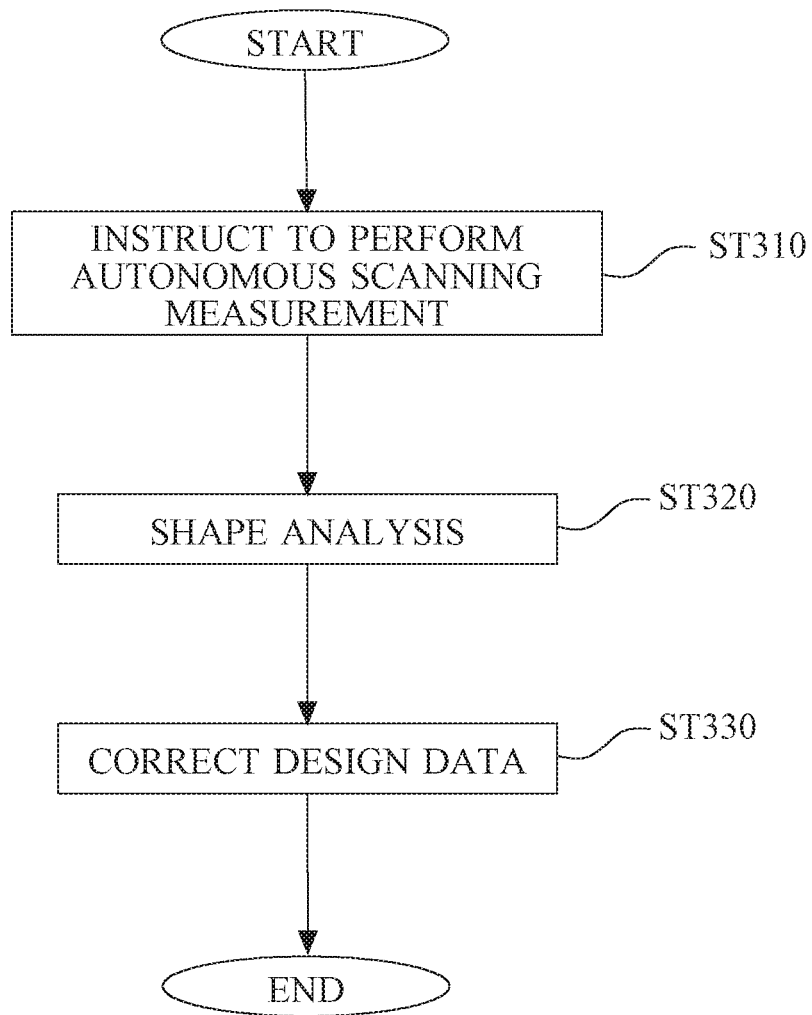 START
INSTRUCT TO PERFORM
AUTONOMOUS SCANNING
MEASUREMENT
ST310
SHAPE ANALYSIS
ST320
CORRECT DESIGN DATA
ST330
END